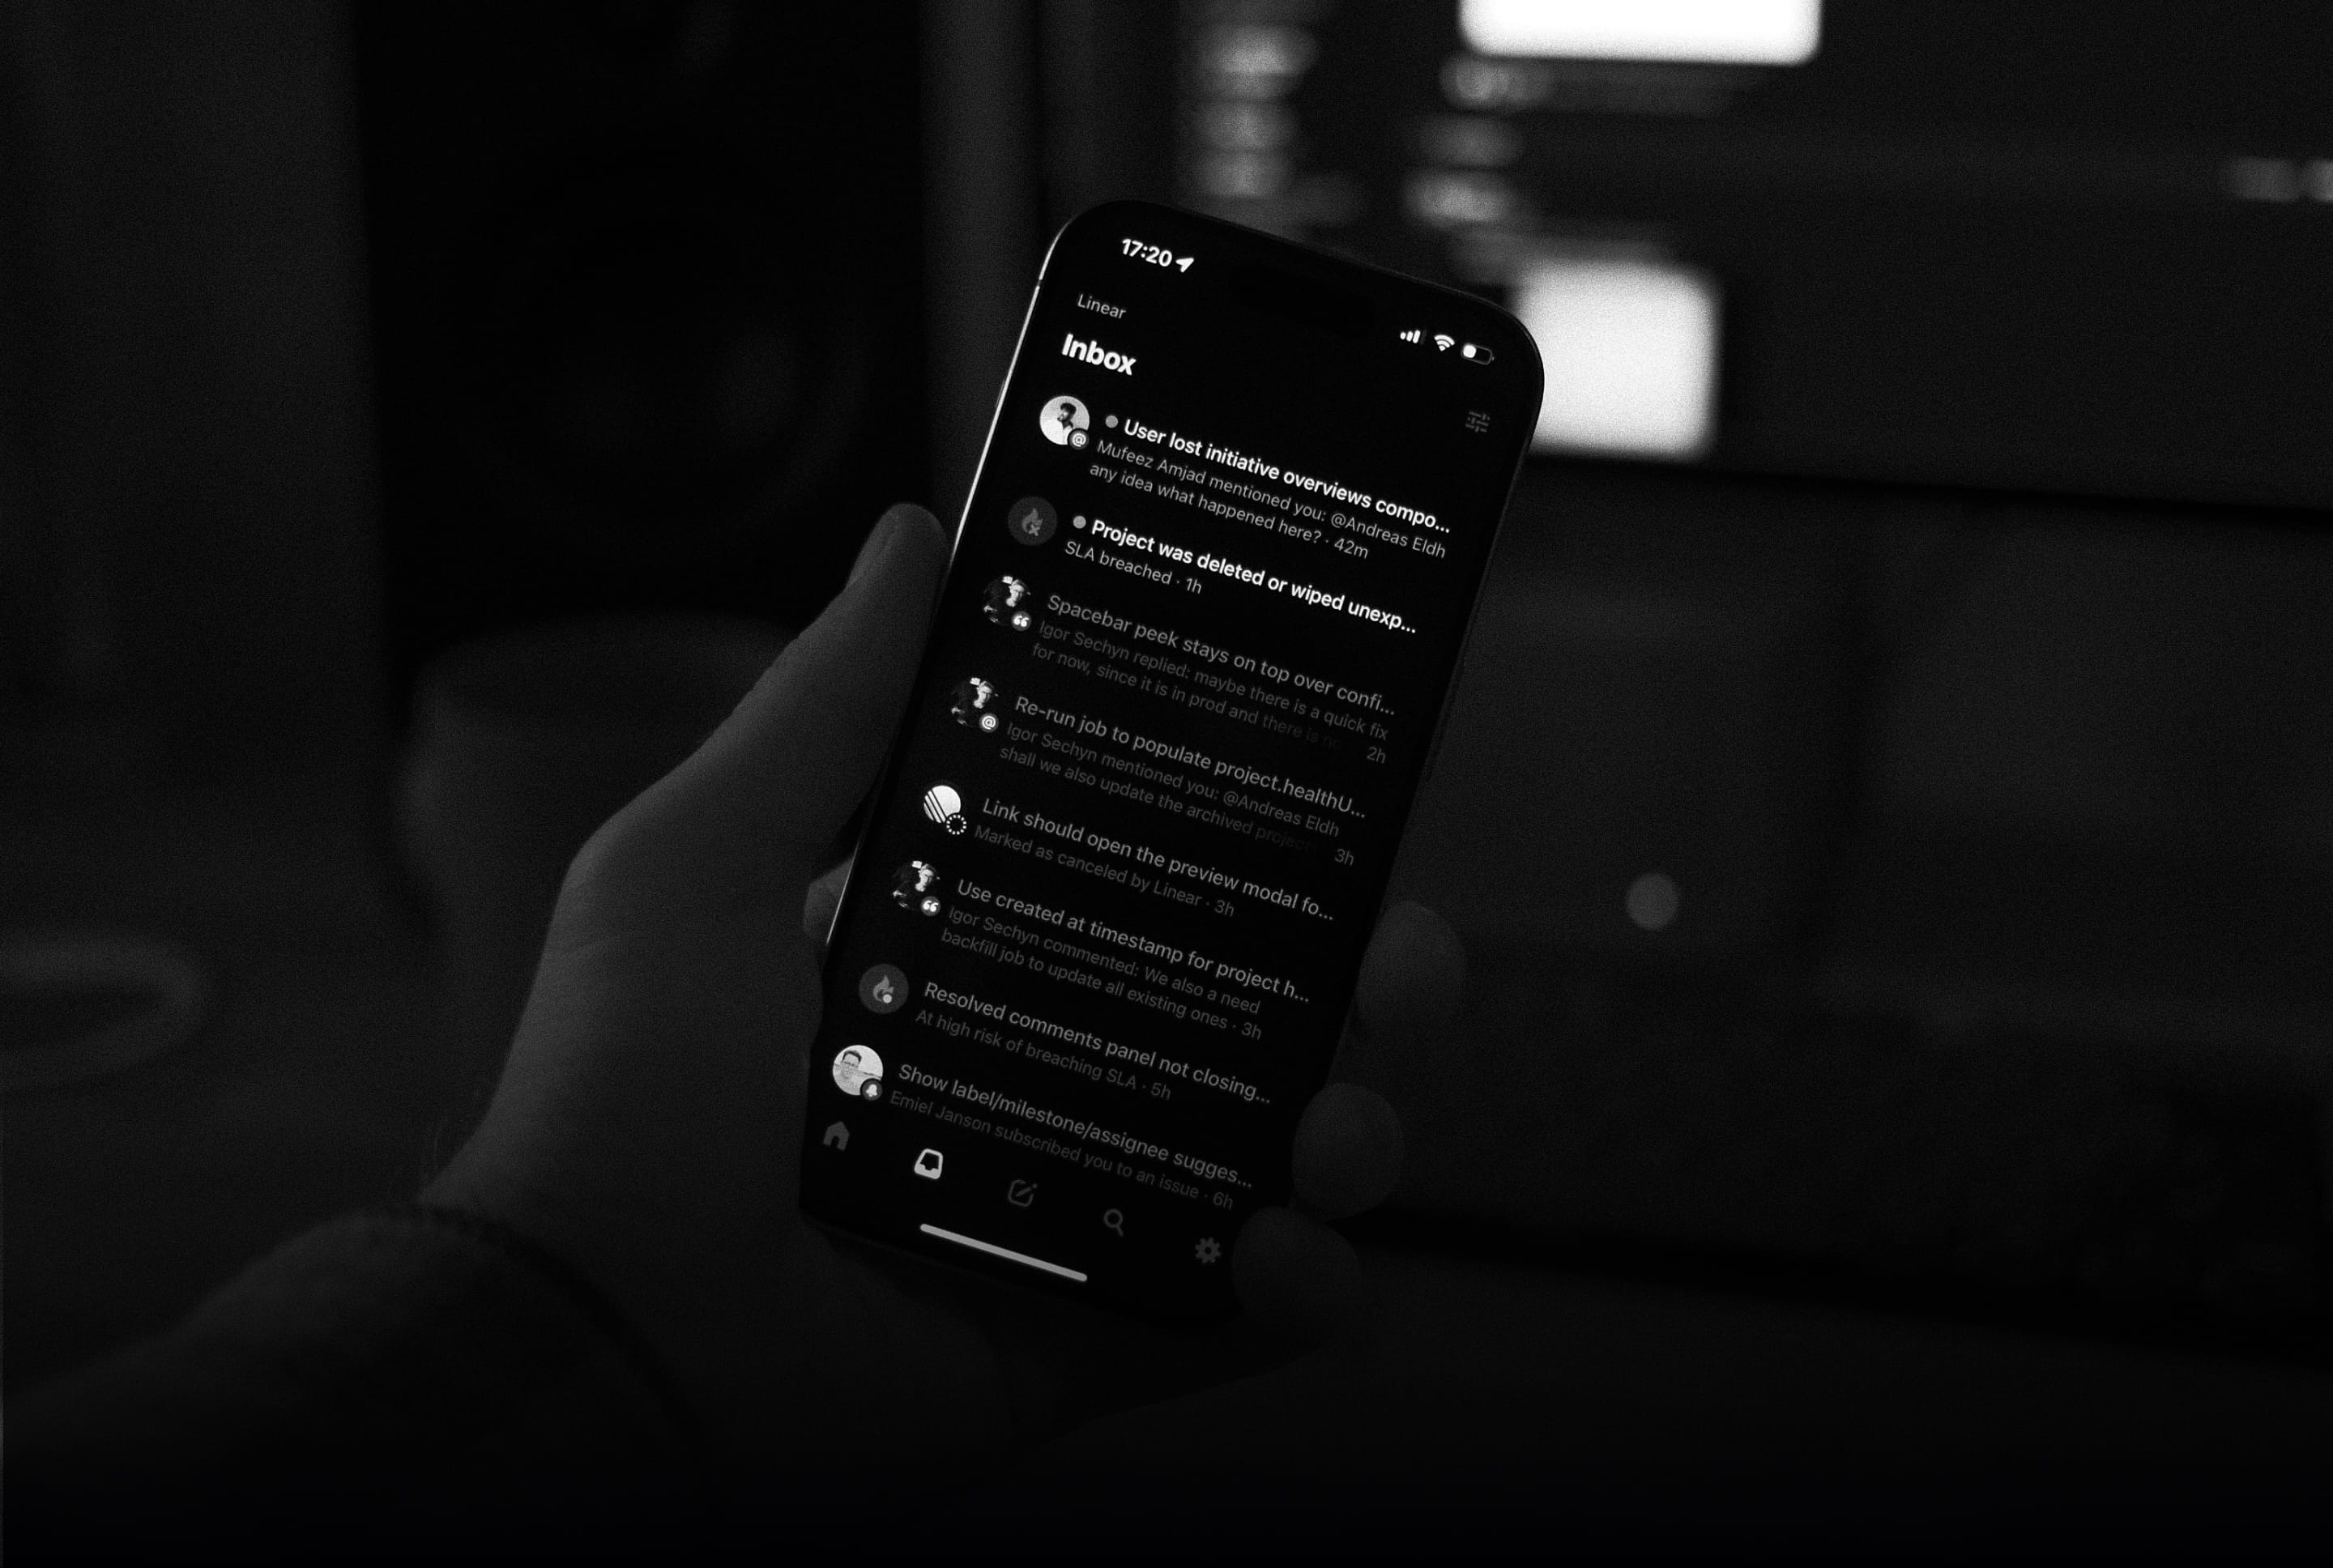 17:20
Linear
Inbox
User lost initiative overviews compo...
Mufeez Amjad mentioned you: @Andreas Eldh
any idea what happened here? · 42m
Project was deleted or wiped unexp...
SLA breached · 1h
Spacebar peek stays on top over confi...
Igor Sechyn replied: maybe there is a quick fix
for now, since it is in prod and there is no
2h
Re-run job to populate project.healthU...
Igor Sechyn mentioned you: @Andreas Eldh
shall we also update the archived project
3h
Link should open the preview modal fo...
Marked as canceled by Linear · 3h
Use created at timestamp for project h...
Igor Sechyn commented: We also a need
backfill job to update all existing ones · 3h
Resolved comments panel not closing...
At high risk of breaching SLA · 5h
Show label/milestone/assignee sugges...
Emiel Janson subscribed you to an issue · 6h